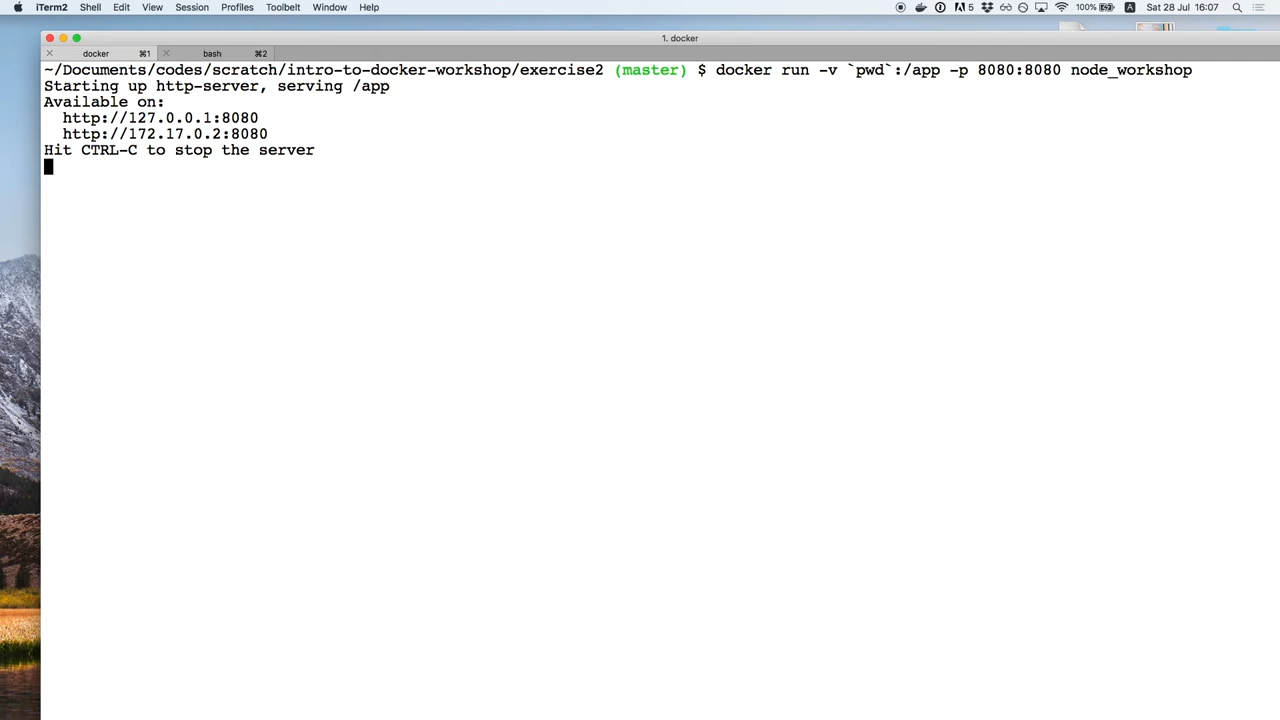 iTerm2 Shell Edit View Session Profiles Toolbelt Window Help 5 100% A Sat 28 Jul 16:07
1. docker
docker ⌘1 bash ⌘2
~/Documents/codes/scratch/intro-to-docker-workshop/exercise2 (master) $ docker run -v `pwd`:/app -p 8080:8080 node_workshop
Starting up http-server, serving /app
Available on:
  http://127.0.0.1:8080
  http://172.17.0.2:8080
Hit CTRL-C to stop the server